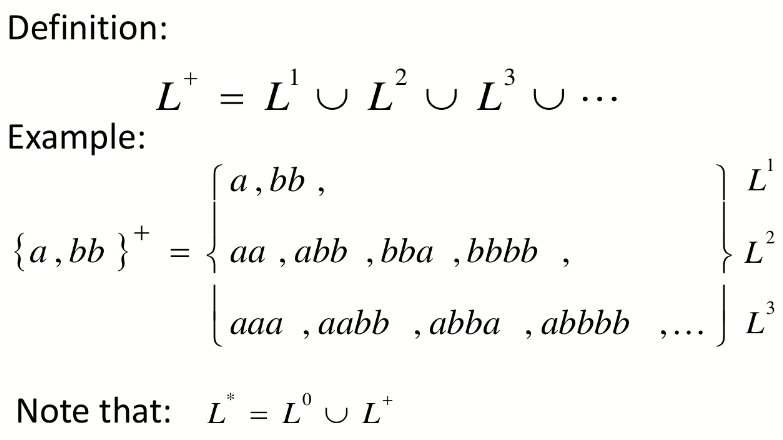 Definition:
L⁺ = L¹ ∪ L² ∪ L³ ∪ ⋯
Example:
a , bb , L¹
{a , bb }⁺ = aa , abb , bba , bbbb , L²
aaa , aabb , abba , abbbb , … L³
Note that: L* = L⁰ ∪ L⁺